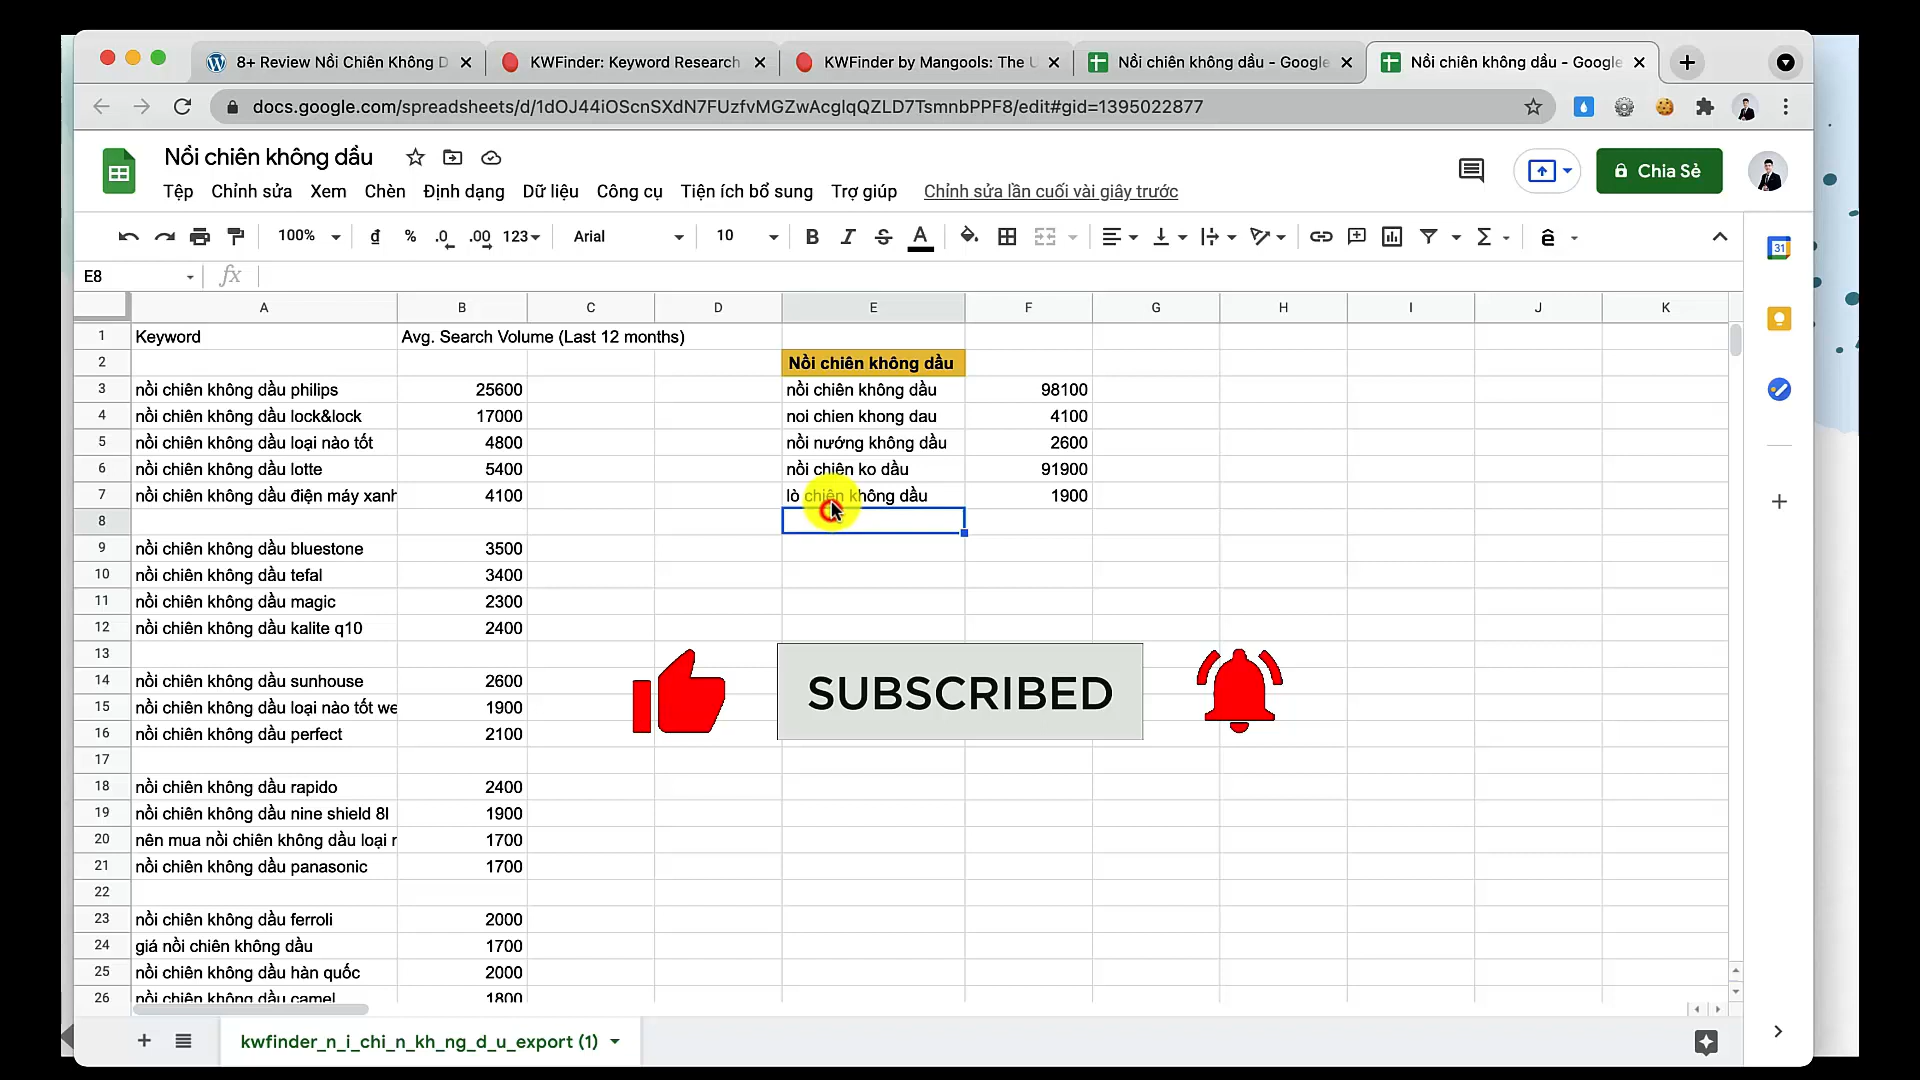 8+ Review Nồi Chiên Không D
KWFinder: Keyword Research
KWFinder by Mangools: The U
Nồi chiên không dầu - Google
Nồi chiên không dầu - Google
docs.google.com/spreadsheets/d/1dOJ44iOScnSXdN7FUzfvMGZwAcglqQZLD7TsmnbPPF8/edit#gid=1395022877
Nồi chiên không dầu
Chia Sẻ
Tệp Chỉnh sửa Xem Chèn Định dạng Dữ liệu Công cụ Tiện ích bổ sung Trợ giúp Chỉnh sửa lần cuối vài giây trước
100% đ % .0 .00 123 Arial 10 B I S A Σ ê
31
E8 fx
A B C D E F G H I J K
1 Keyword Avg. Search Volume (Last 12 months)
2 Nồi chiên không dầu
3 nồi chiên không dầu philips 25600 nồi chiên không dầu 98100
4 nồi chiên không dầu lock&lock 17000 noi chien khong dau 4100
5 nồi chiên không dầu loại nào tốt 4800 nồi nướng không dầu 2600
6 nồi chiên không dầu lotte 5400 nồi chiên ko dầu 91900
7 nồi chiên không dầu điện máy xanh 4100 lò chiên không dầu 1900
8
9 nồi chiên không dầu bluestone 3500
10 nồi chiên không dầu tefal 3400
11 nồi chiên không dầu magic 2300
12 nồi chiên không dầu kalite q10 2400
13
14 nồi chiên không dầu sunhouse 2600
15 nồi chiên không dầu loại nào tốt we 1900
16 nồi chiên không dầu perfect 2100
SUBSCRIBED
17
18 nồi chiên không dầu rapido 2400
19 nồi chiên không dầu nine shield 8l 1900
20 nên mua nồi chiên không dầu loại r 1700
21 nồi chiên không dầu panasonic 1700
22
23 nồi chiên không dầu ferroli 2000
24 giá nồi chiên không dầu 1700
25 nồi chiên không dầu hàn quốc 2000
26 nồi chiên không dầu camel 1800
kwfinder_n_i_chi_n_kh_ng_d_u_export (1)